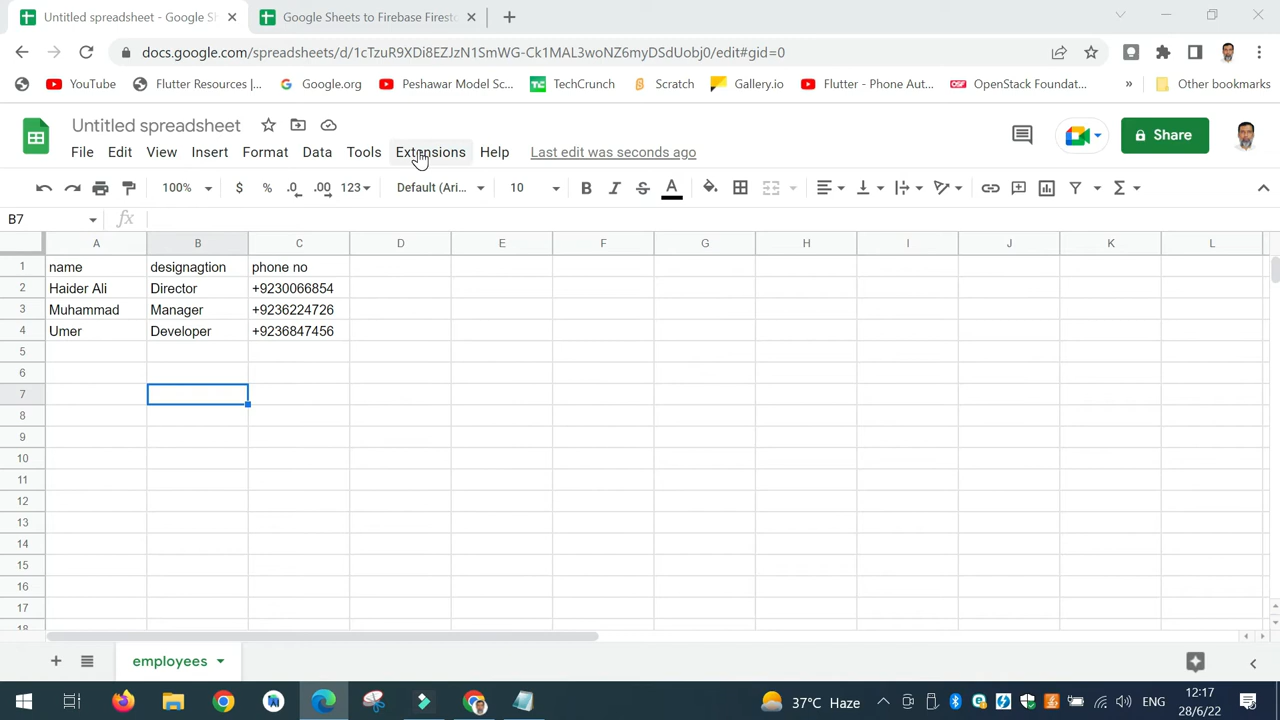 Untitled spreadsheet - Google Sh
Google Sheets to Firebase Firesto
docs.google.com/spreadsheets/d/1cTzuR9XDi8EZJzN1SmWG-Ck1MAL3woNZ6myDSdUobj0/edit#gid=0
YouTube
Flutter Resources |...
Google.org
Peshawar Model Sc...
TechCrunch
Scratch
Gallery.io
Flutter - Phone Aut...
OpenStack Foundat...
»
Other bookmarks
Untitled spreadsheet
Share
File Edit View Insert Format Data Tools Extensions Help Last edit was seconds ago
100% $ % .0 .00 123 Default (Ari... 10 B I S A Σ
B7 fx
A B C D E F G H I J K L
1 name designagtion phone no
2 Haider Ali Director +9230066854
3 Muhammad Manager +9236224726
4 Umer Developer +9236847456
5
6
7
8
9
10
11
12
13
14
15
16
17
18
employees
37°C Haze
ENG
12:17
28/6/22